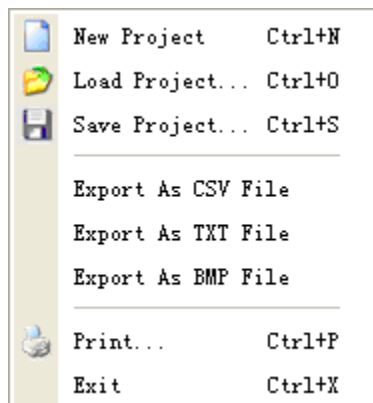 New Project Ctrl+N
Load Project... Ctrl+O
Save Project... Ctrl+S
Export As CSV File
Export As TXT File
Export As BMP File
Print... Ctrl+P
Exit Ctrl+X